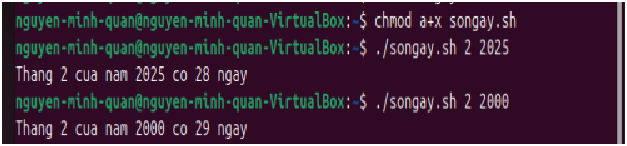 nguyen-minh-quan@nguyen-minh-quan-VirtualBox:~$ chmod a+x songay.sh
nguyen-minh-quan@nguyen-minh-quan-VirtualBox:~$ ./songay.sh 2 2025
Thang 2 cua nam 2025 co 28 ngay
nguyen-minh-quan@nguyen-minh-quan-VirtualBox:~$ ./songay.sh 2 2000
Thang 2 cua nam 2000 co 29 ngay